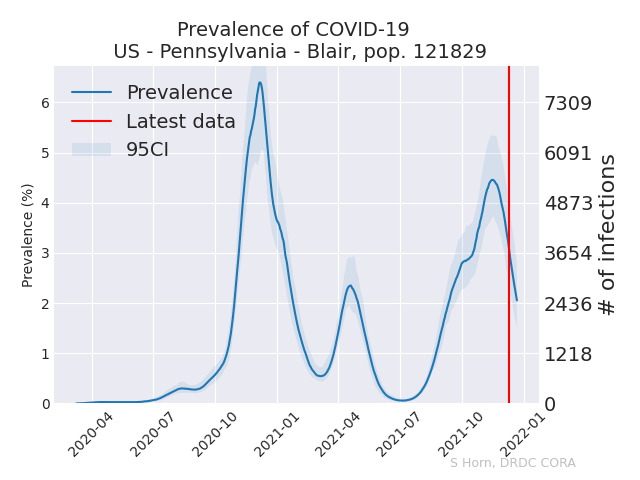 Prevalence of COVID-19
US - Pennsylvania - Blair, pop. 121829
Prevalence
Latest data
95CI
Prevalence (%)
6
5
4
3
2
1
0
7309
6091
4873
3654
2436
1218
0
# of infections
2020-04
2020-07
2020-10
2021-01
2021-04
2021-07
2021-10
2022-01
S Horn, DRDC CORA